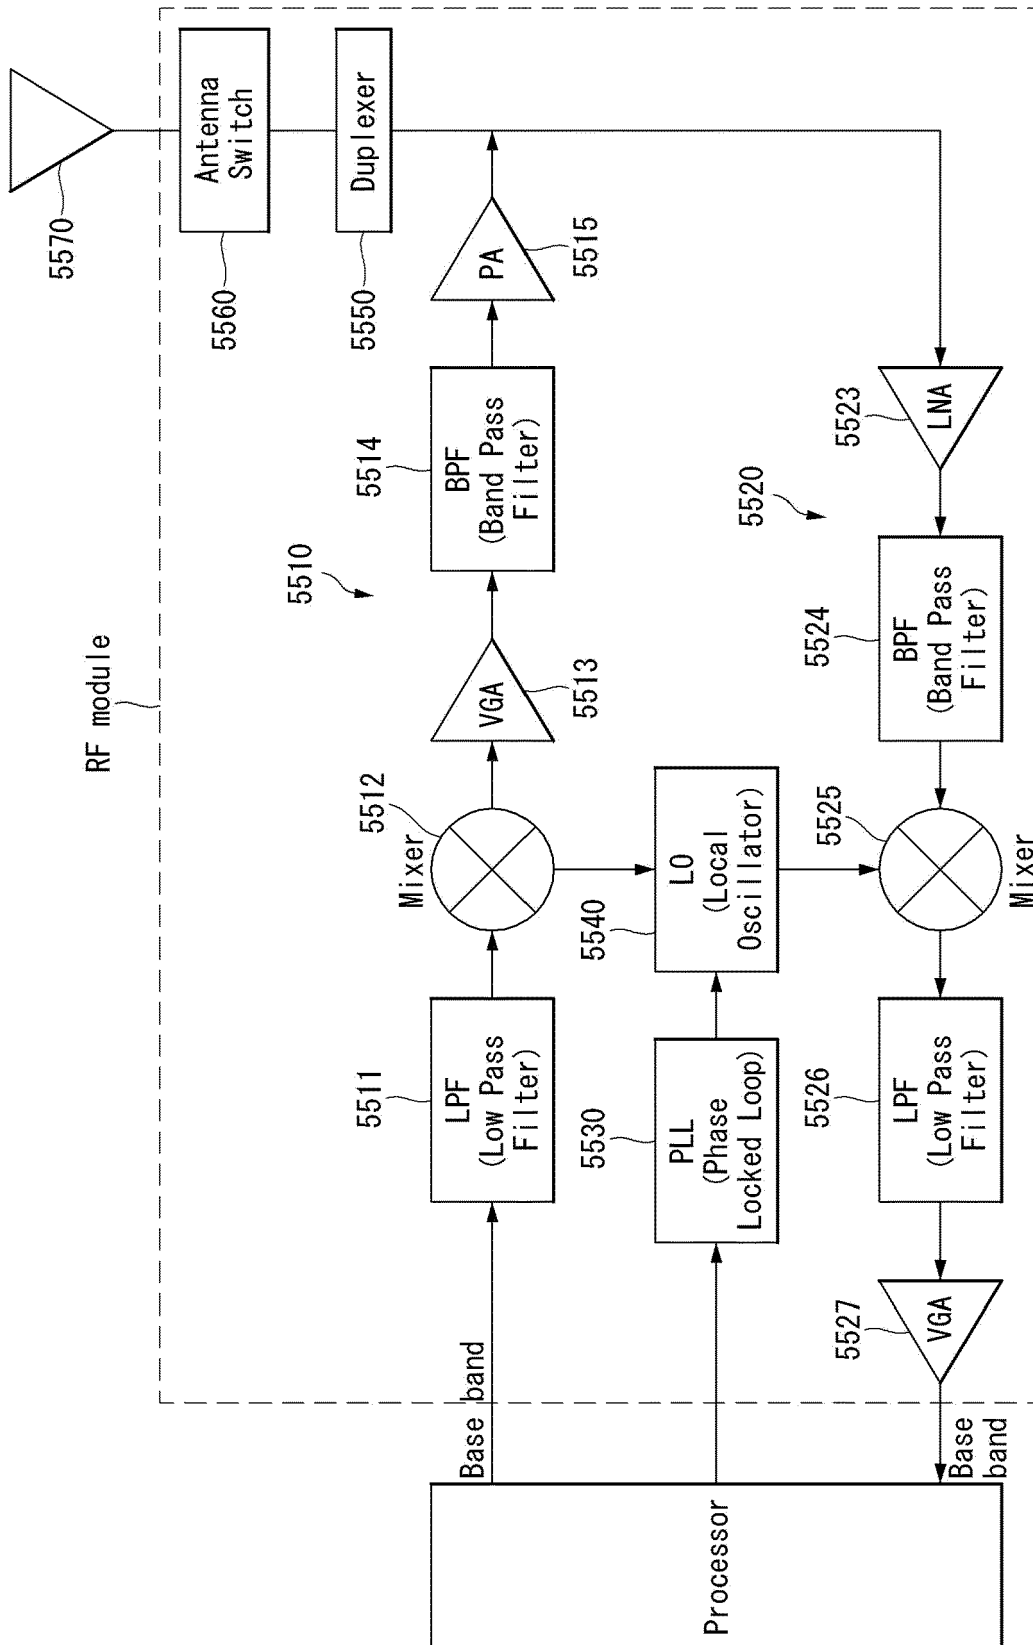 RF module
5570
Antenna
Switch
5560
Duplexer
5550
PA
5515
BPF
(Band Pass
Filter)
5514
5510
VGA
5513
Mixer
5512
LPF
(Low Pass
Filter)
5511
Base band
LO
(Local
Oscillator)
5540
PLL
(Phase
Locked Loop)
5530
Processor
LNA
5523
5520
BPF
(Band Pass
Filter)
5524
5525
Mixer
LPF
(Low Pass
Filter)
5526
VGA
5527
Base
band